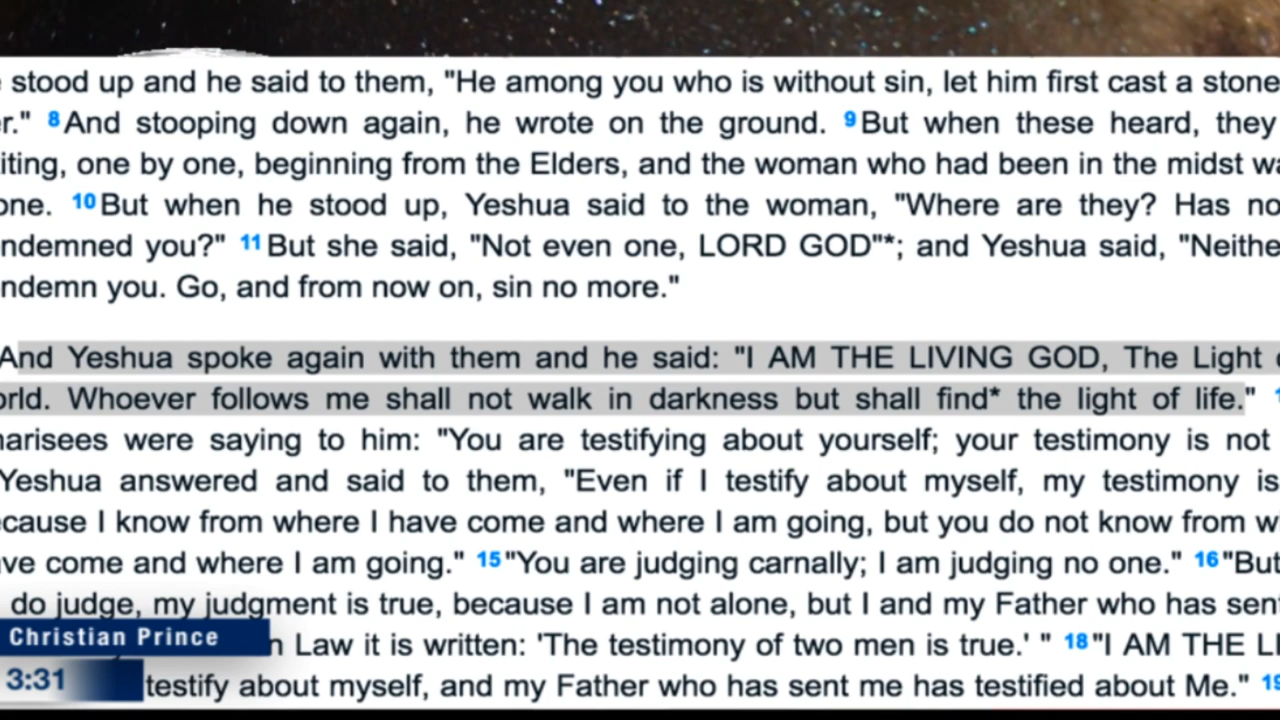 stood up and he said to them, "He among you who is without sin, let him first cast a stone
er." 8 And stooping down again, he wrote on the ground. 9 But when these heard, they
iting, one by one, beginning from the Elders, and the woman who had been in the midst wa
one. 10 But when he stood up, Yeshua said to the woman, "Where are they? Has no
ndemned you?" 11 But she said, "Not even one, LORD GOD"*; and Yeshua said, "Neithe
ndemn you. Go, and from now on, sin no more."
And Yeshua spoke again with them and he said: "I AM THE LIVING GOD, The Light
orld. Whoever follows me shall not walk in darkness but shall find* the light of life."
harisees were saying to him: "You are testifying about yourself; your testimony is not
Yeshua answered and said to them, "Even if I testify about myself, my testimony is
ecause I know from where I have come and where I am going, but you do not know from w
ve come and where I am going." 15 "You are judging carnally; I am judging no one." 16 "But
do judge, my judgment is true, because I am not alone, but I and my Father who has sent
Christian Prince
n Law it is written: 'The testimony of two men is true.' " 18 "I AM THE LI
3:31
testify about myself, and my Father who has sent me has testified about Me." 19